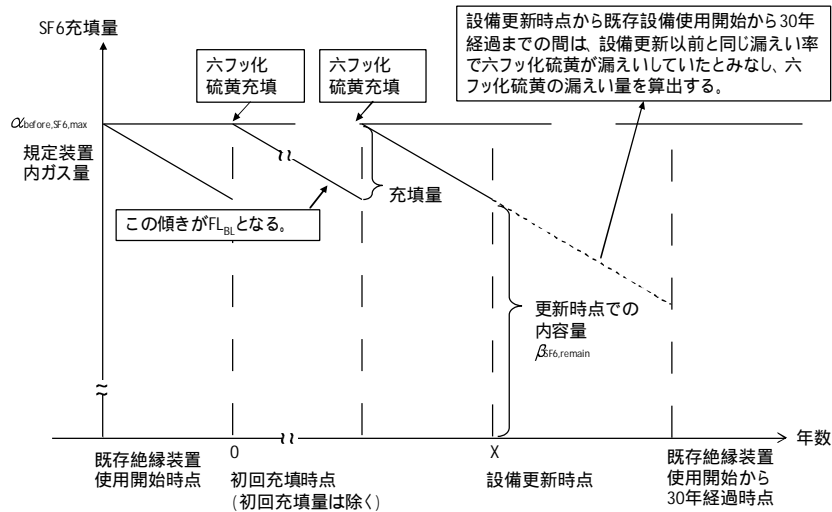 SF6充填量
六フッ化
硫黄充填
六フッ化
硫黄充填
設備更新時点から既存設備使用開始から30年
経過までの間は、設備更新以前と同じ漏えい率
で六フッ化硫黄が漏えいしていたとみなし、六
フッ化硫黄の漏えい量を算出する。
αbefore,SF6,max
規定装置
内ガス量
この傾きがFLBLとなる。
充填量
更新時点での
内容量
βSF6,remain
0
X
年数
既存絶縁装置
使用開始時点
初回充填時点
(初回充填量は除く)
設備更新時点
既存絶縁装置
使用開始から
30年経過時点